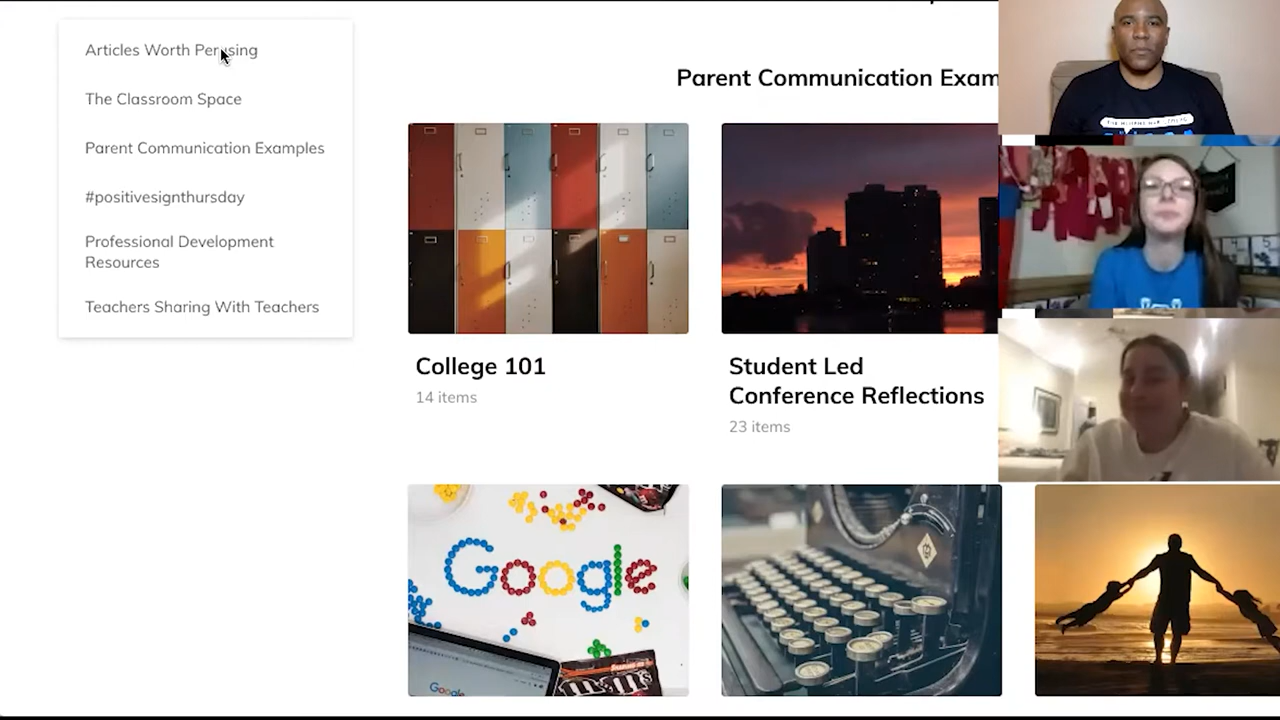 Articles Worth Perusing
The Classroom Space
Parent Communication Examples
#positivesignthursday
Professional Development
Resources
Teachers Sharing With Teachers
Parent Communication Exam
College 101
14 items
Student Led
Conference Reflections
23 items
Google
Google